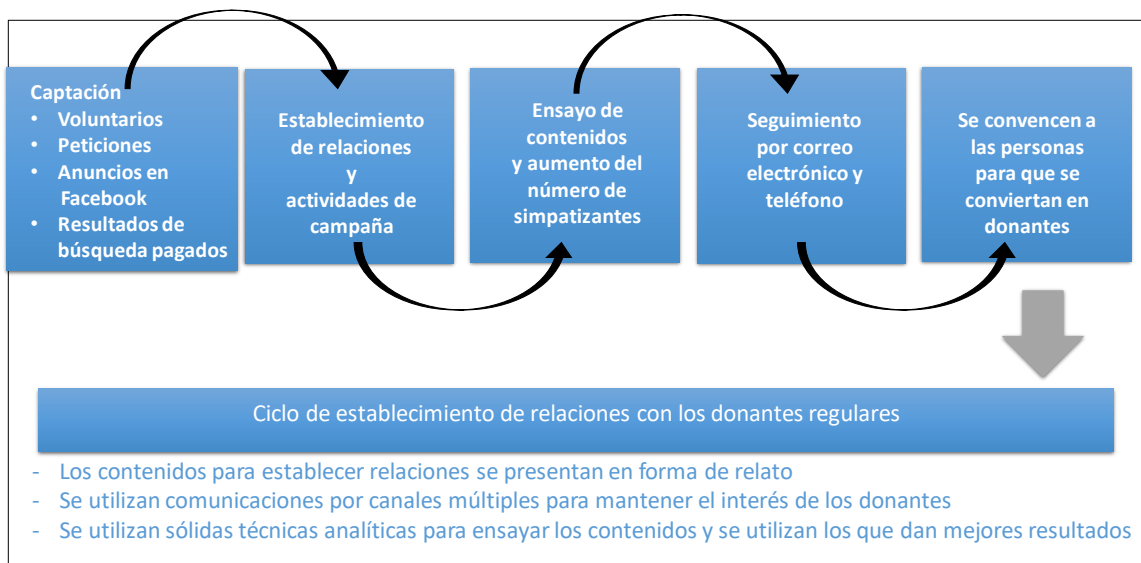 Captación
• Voluntarios
• Peticiones
• Anuncios en
Facebook
• Resultados de
búsqueda pagados
Establecimiento
de relaciones
y
actividades de
campaña
Ensayo de
contenidos
y aumento del
número de
simpatizantes
Seguimiento
por correo
electrónico y
teléfono
Se convencen a
las personas
para que se
conviertan en
donantes
Ciclo de establecimiento de relaciones con los donantes regulares
- Los contenidos para establecer relaciones se presentan en forma de relato
- Se utilizan comunicaciones por canales múltiples para mantener el interés de los donantes
- Se utilizan sólidas técnicas analíticas para ensayar los contenidos y se utilizan los que dan mejores resultados